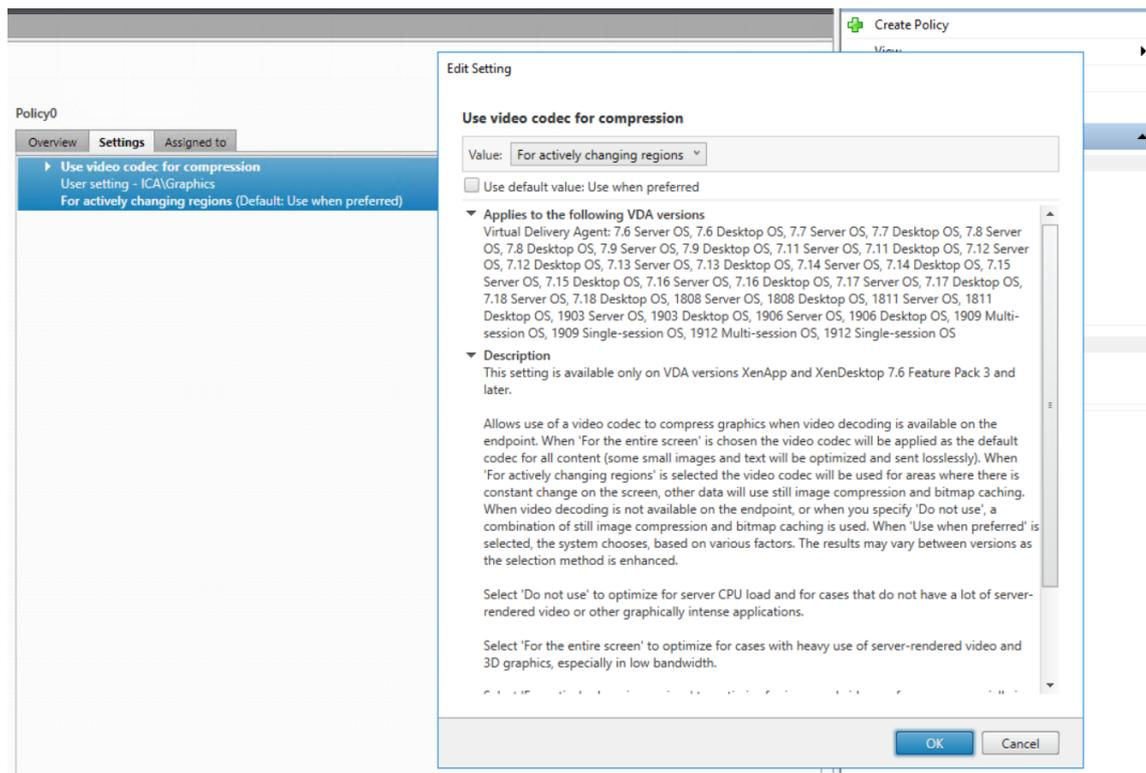 Create Policy
View
Policy0
Overview Settings Assigned to
Use video codec for compression
User setting - ICA\Graphics
For actively changing regions (Default: Use when preferred)
Edit Setting
Use video codec for compression
Value: For actively changing regions
Use default value: Use when preferred
Applies to the following VDA versions
Virtual Delivery Agent: 7.6 Server OS, 7.6 Desktop OS, 7.7 Server OS, 7.7 Desktop OS, 7.8 Server
OS, 7.8 Desktop OS, 7.9 Server OS, 7.9 Desktop OS, 7.11 Server OS, 7.11 Desktop OS, 7.12 Server
OS, 7.12 Desktop OS, 7.13 Server OS, 7.13 Desktop OS, 7.14 Server OS, 7.14 Desktop OS, 7.15
Server OS, 7.15 Desktop OS, 7.16 Server OS, 7.16 Desktop OS, 7.17 Server OS, 7.17 Desktop OS,
7.18 Server OS, 7.18 Desktop OS, 1808 Server OS, 1808 Desktop OS, 1811 Server OS, 1811
Desktop OS, 1903 Server OS, 1903 Desktop OS, 1906 Server OS, 1906 Desktop OS, 1909 Multi-
session OS, 1909 Single-session OS, 1912 Multi-session OS, 1912 Single-session OS
Description
This setting is available only on VDA versions XenApp and XenDesktop 7.6 Feature Pack 3 and
later.
Allows use of a video codec to compress graphics when video decoding is available on the
endpoint. When 'For the entire screen' is chosen the video codec will be applied as the default
codec for all content (some small images and text will be optimized and sent losslessly). When
'For actively changing regions' is selected the video codec will be used for areas where there is
constant change on the screen, other data will use still image compression and bitmap caching.
When video decoding is not available on the endpoint, or when you specify 'Do not use', a
combination of still image compression and bitmap caching is used. When 'Use when preferred' is
selected, the system chooses, based on various factors. The results may vary between versions as
the selection method is enhanced.
Select 'Do not use' to optimize for server CPU load and for cases that do not have a lot of server-
rendered video or other graphically intense applications.
Select 'For the entire screen' to optimize for cases with heavy use of server-rendered video and
3D graphics, especially in low bandwidth.
OK Cancel